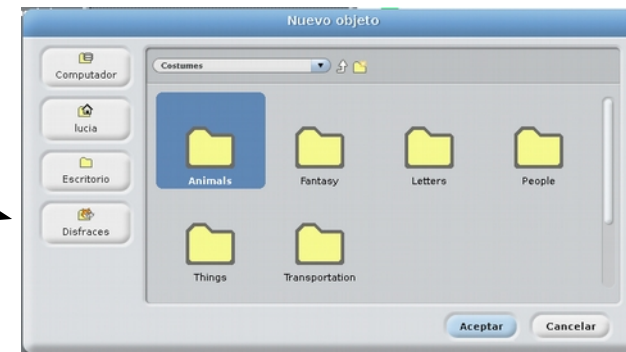 Nuevo objeto
Computador
lucia
Escritorio
Disfraces
Costumes
Animals
Fantasy
Letters
People
Things
Transportation
Aceptar
Cancelar